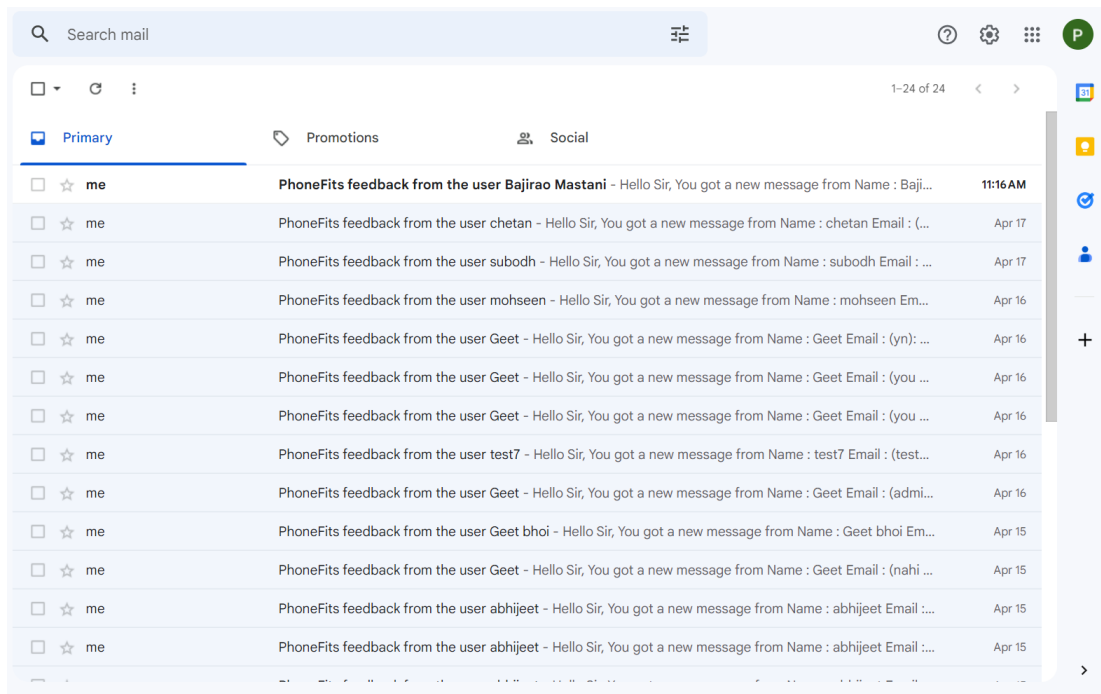 Search mail
P
1–24 of 24
31
Primary Promotions Social
me PhoneFits feedback from the user Bajirao Mastani - Hello Sir, You got a new message from Name : Baji... 11:16 AM
me PhoneFits feedback from the user chetan - Hello Sir, You got a new message from Name : chetan Email : (... Apr 17
me PhoneFits feedback from the user subodh - Hello Sir, You got a new message from Name : subodh Email : ... Apr 17
me PhoneFits feedback from the user mohseen - Hello Sir, You got a new message from Name : mohseen Em... Apr 16
me PhoneFits feedback from the user Geet - Hello Sir, You got a new message from Name : Geet Email : (yn): ... Apr 16
me PhoneFits feedback from the user Geet - Hello Sir, You got a new message from Name : Geet Email : (you ... Apr 16
me PhoneFits feedback from the user Geet - Hello Sir, You got a new message from Name : Geet Email : (you ... Apr 16
me PhoneFits feedback from the user test7 - Hello Sir, You got a new message from Name : test7 Email : (test... Apr 16
me PhoneFits feedback from the user Geet - Hello Sir, You got a new message from Name : Geet Email : (admi... Apr 16
me PhoneFits feedback from the user Geet bhoi - Hello Sir, You got a new message from Name : Geet bhoi Em... Apr 15
me PhoneFits feedback from the user Geet - Hello Sir, You got a new message from Name : Geet Email : (nahi ... Apr 15
me PhoneFits feedback from the user abhijeet - Hello Sir, You got a new message from Name : abhijeet Email :... Apr 15
me PhoneFits feedback from the user abhijeet - Hello Sir, You got a new message from Name : abhijeet Email :... Apr 15